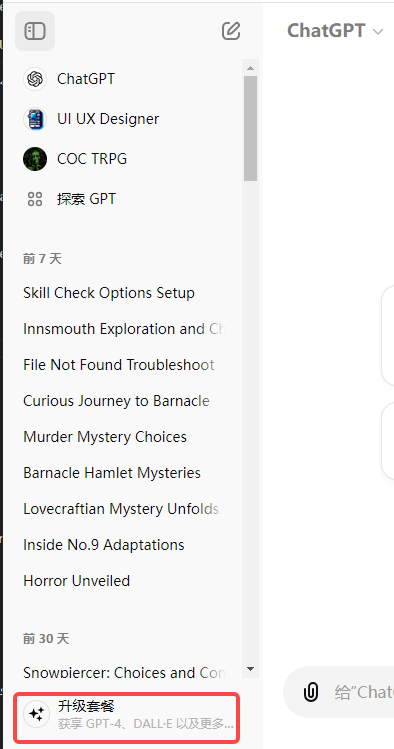 ChatGPT
ChatGPT
UI UX Designer
COC TRPG
探索 GPT
前 7 天
Skill Check Options Setup
Innsmouth Exploration and Ch
File Not Found Troubleshoot
Curious Journey to Barnacle
Murder Mystery Choices
Barnacle Hamlet Mysteries
Lovecraftian Mystery Unfolds
Inside No.9 Adaptations
Horror Unveiled
前 30 天
Snowpiercer: Choices and Con
升级套餐
获享 GPT-4、DALL·E 以及更多...
给“Chat